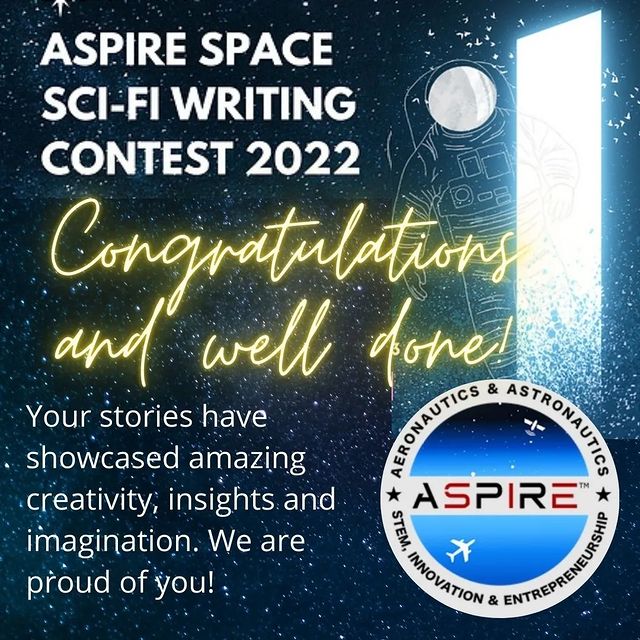 ASPIRE SPACE
SCI-FI WRITING
CONTEST 2022
Congratulations
and well done!
Your stories have
showcased amazing
creativity, insights and
imagination. We are
proud of you!
AERONAUTICS & ASTRONAUTICS
★ ASPIRE™ ★
STEM, INNOVATION & ENTREPRENEURSHIP